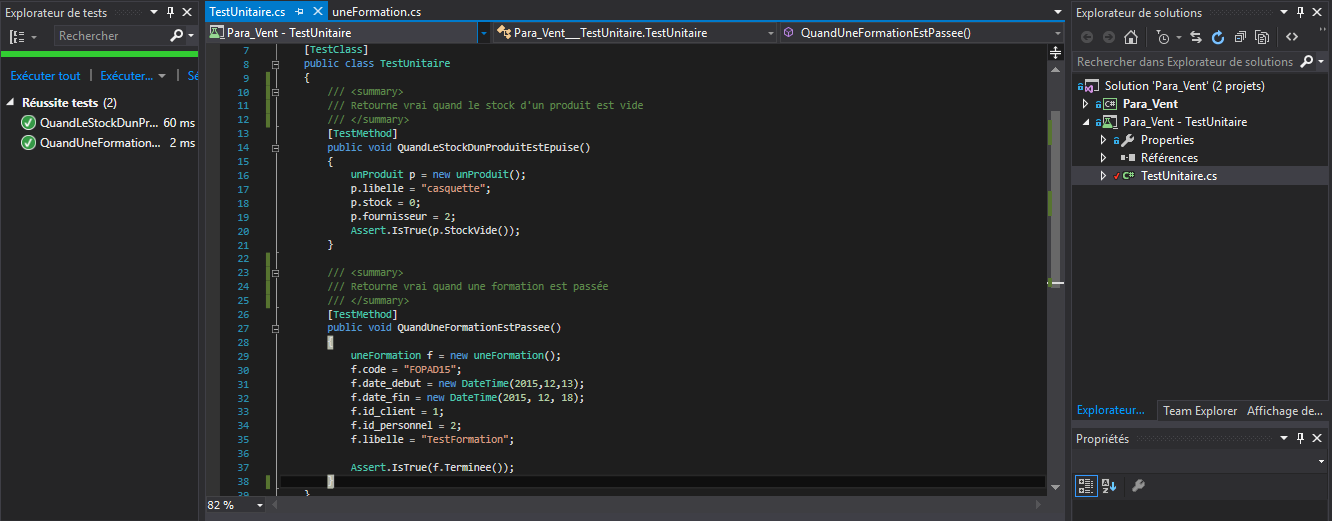 Explorateur de tests
Rechercher
Exécuter tout | Exécuter... | Sé
Réussite tests (2)
QuandLeStockDunPr... 60 ms
QuandUneFormation... 2 ms
TestUnitaire.cs uneFormation.cs
Para_Vent - TestUnitaire Para_Vent___TestUnitaire.TestUnitaire QuandUneFormationEstPassee()
7 [TestClass]
8 public class TestUnitaire
9 {
10 /// <summary>
11 /// Retourne vrai quand le stock d'un produit est vide
12 /// </summary>
13 [TestMethod]
14 public void QuandLeStockDunProduitEstEpuise()
15 {
16 unProduit p = new unProduit();
17 p.libelle = "casquette";
18 p.stock = 0;
19 p.fournisseur = 2;
20 Assert.IsTrue(p.StockVide());
21 }
22
23 /// <summary>
24 /// Retourne vrai quand une formation est passée
25 /// </summary>
26 [TestMethod]
27 public void QuandUneFormationEstPassee()
28 {
29 uneFormation f = new uneFormation();
30 f.code = "FOPAD15";
31 f.date_debut = new DateTime(2015,12,13);
32 f.date_fin = new DateTime(2015, 12, 18);
33 f.id_client = 1;
34 f.id_personnel = 2;
35 f.libelle = "TestFormation";
36
37 Assert.IsTrue(f.Terminee());
38 }
39 }
82 %
Explorateur de solutions
Rechercher dans Explorateur de solutions
Solution 'Para_Vent' (2 projets)
C# Para_Vent
Para_Vent - TestUnitaire
Properties
Références
C# TestUnitaire.cs
Explorateur... Team Explorer Affichage de...
Propriétés